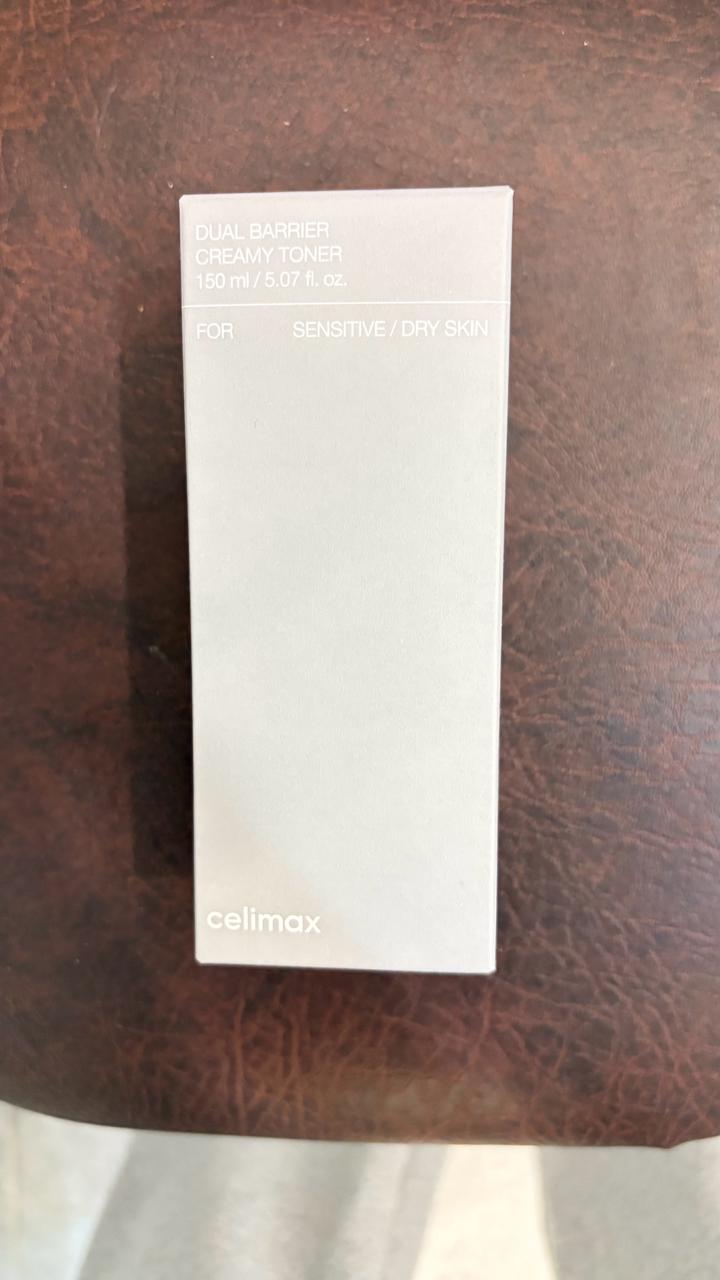 DUAL BARRIER
CREAMY TONER
150 ml / 5.07 fl. oz.
FOR SENSITIVE / DRY SKIN
celimax